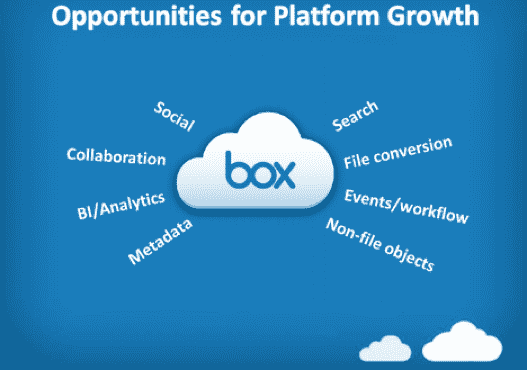 Opportunities for Platform Growth
Social
Collaboration
BI/Analytics
Metadata
box
Search
File conversion
Events/workflow
Non-file objects